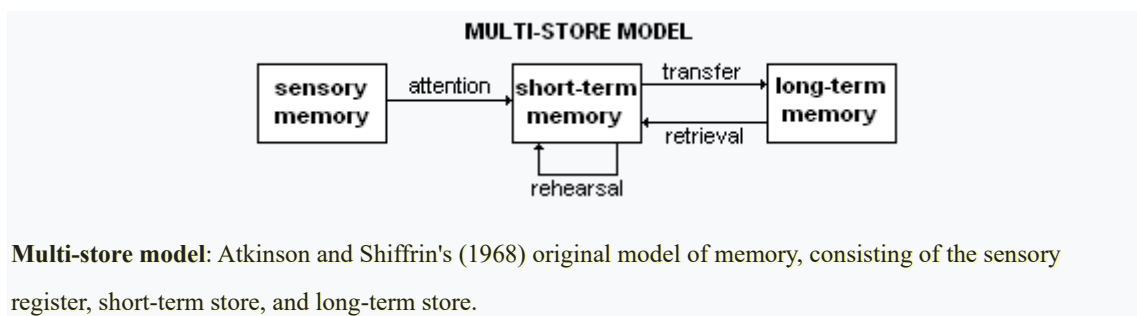 MULTI-STORE MODEL
sensory
memory
attention
short-term
memory
transfer
retrieval
long-term
memory
rehearsal
Multi-store model: Atkinson and Shiffrin's (1968) original model of memory, consisting of the sensory
register, short-term store, and long-term store.